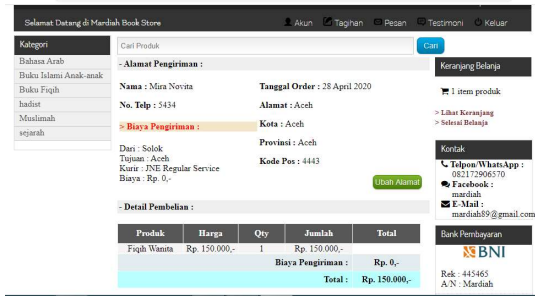 Selamat Datang di Mardiah Book Store
Akun Tagihan Pesan Testimoni Keluar
Kategori
Bahasa Arab
Buku Islami Anak-anak
Buku Fiqih
hadist
Muslimah
sejarah
Cari Produk
Cari
- Alamat Pengiriman :
Nama : Mira Novita
No. Telp : 5434
> Biaya Pengiriman :
Dari : Solok
Tujuan : Aceh
Kurir : JNE Regular Service
Biaya : Rp. 0,-
Tanggal Order : 28 April 2020
Alamat : Aceh
Kota : Aceh
Provinsi : Aceh
Kode Pos : 4443
Ubah Alamat
- Detail Pembelian :
Produk Harga Qty Jumlah Total
Fiqih Wanita Rp. 150.000,- 1 Rp. 150.000,-
Biaya Pengiriman : Rp. 0,-
Total : Rp. 150.000,-
Keranjang Belanja
1 item produk
> Lihat Keranjang
> Selesai Belanja
Kontak
Telpon/WhatsApp :
082172906570
Facebook :
mardiah
E-Mail :
mardiah89@gmail.com
Bank Pembayaran
BNI
Rek : 445465
A/N : Mardiah